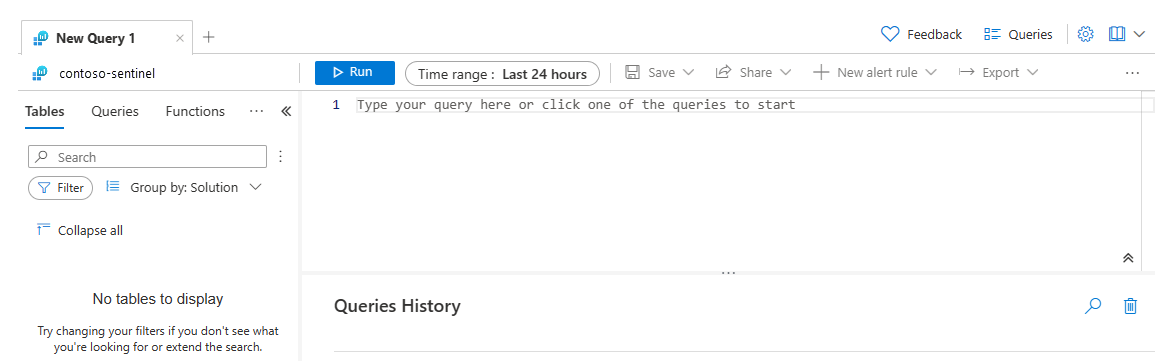 New Query 1
Feedback
Queries
contoso-sentinel
Run
Time range : Last 24 hours
Save
Share
New alert rule
Export
Tables
Queries
Functions
1 Type your query here or click one of the queries to start
Search
Filter
Group by: Solution
Collapse all
No tables to display
Try changing your filters if you don't see what
you're looking for or extend the search.
Queries History